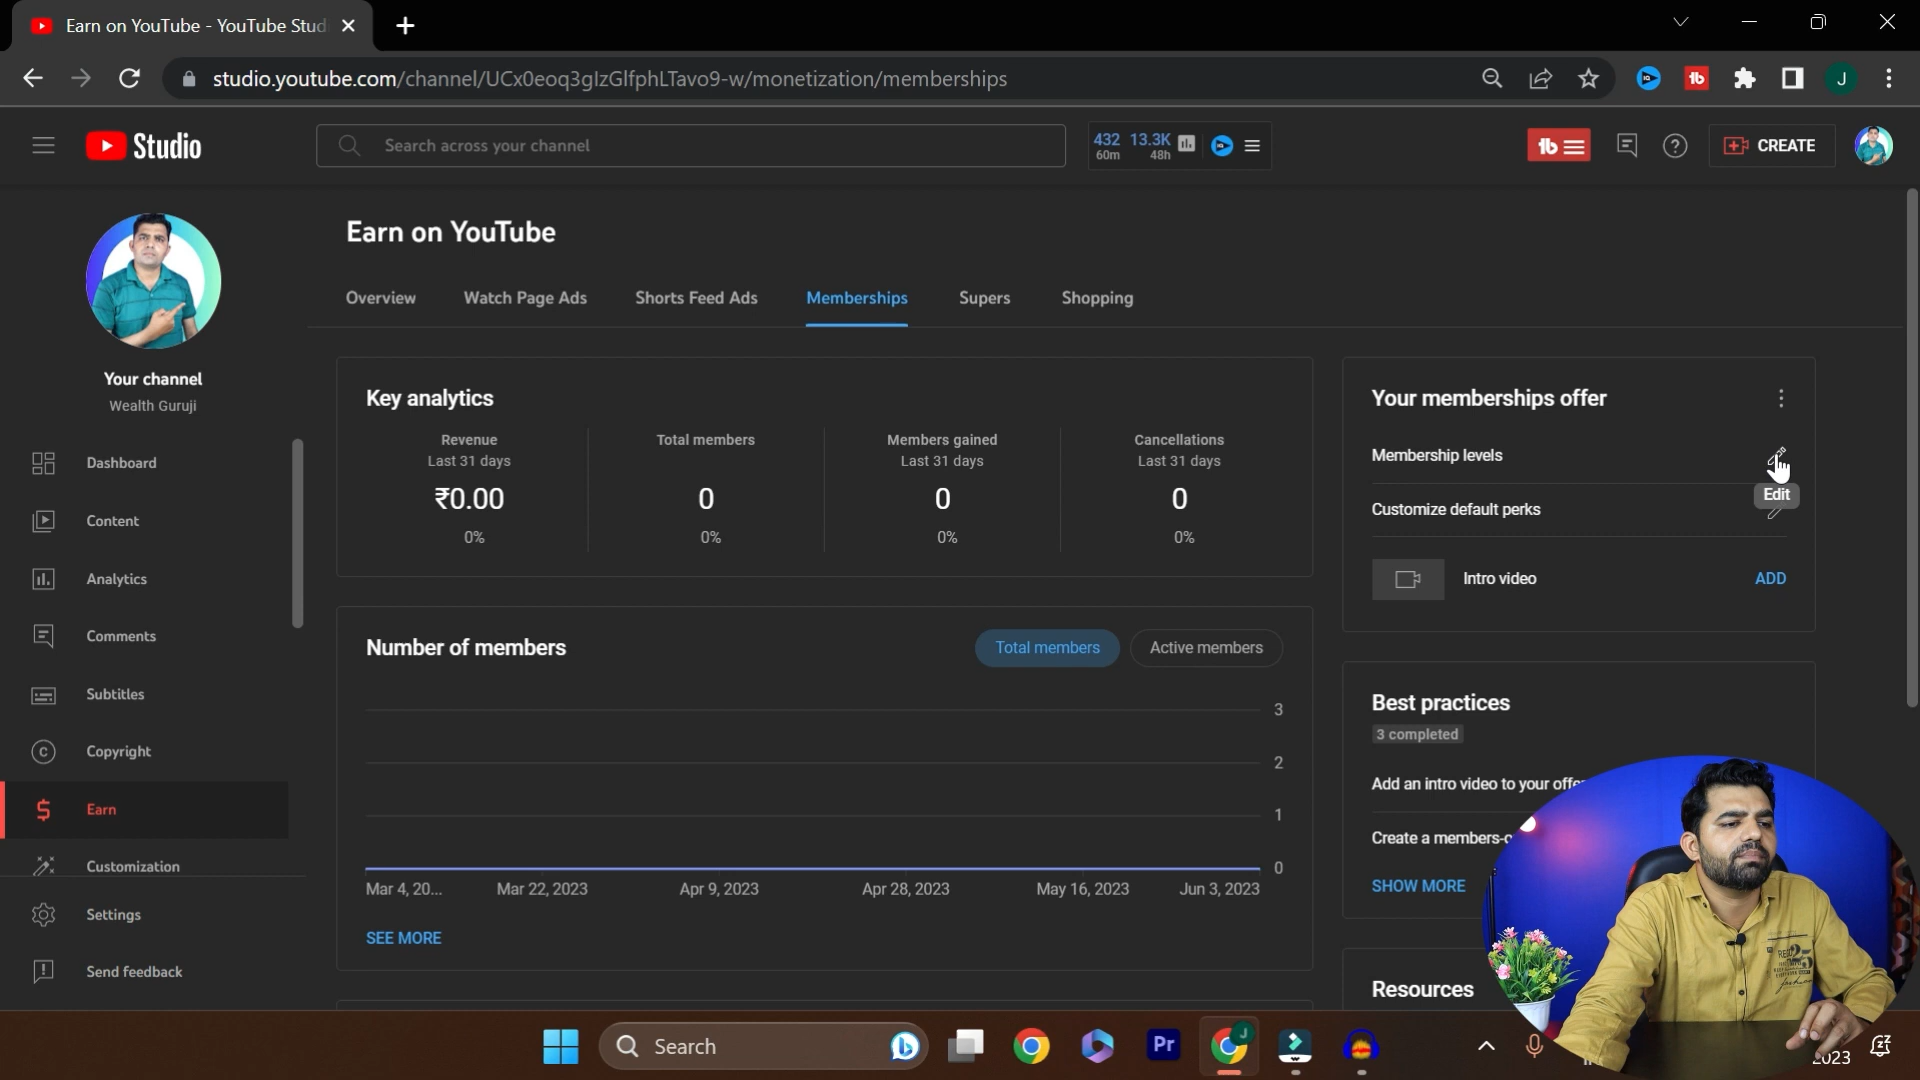 Earn on YouTube - YouTube Stud
studio.youtube.com/channel/UCx0eoq3glzGlfphLTavo9-w/monetization/memberships
J
Studio
Search across your channel
432 13.3K
60m 48h
CREATE
Your channel
Wealth Guruji
Dashboard
Content
Analytics
Comments
Subtitles
Copyright
Earn
Customization
Settings
Send feedback
Earn on YouTube
Overview
Watch Page Ads
Shorts Feed Ads
Memberships
Supers
Shopping
Key analytics
Revenue
Last 31 days
₹0.00
0%
Total members
0
0%
Members gained
Last 31 days
0
0%
Cancellations
Last 31 days
0
0%
Number of members
Total members
Active members
3
2
1
0
Mar 4, 20...
Mar 22, 2023
Apr 9, 2023
Apr 28, 2023
May 16, 2023
Jun 3, 2023
SEE MORE
Your memberships offer
Membership levels
Edit
Customize default perks
Intro video
ADD
Best practices
3 completed
Add an intro video to your offe
Create a members-
SHOW MORE
Resources
Search
Pr
J
2023